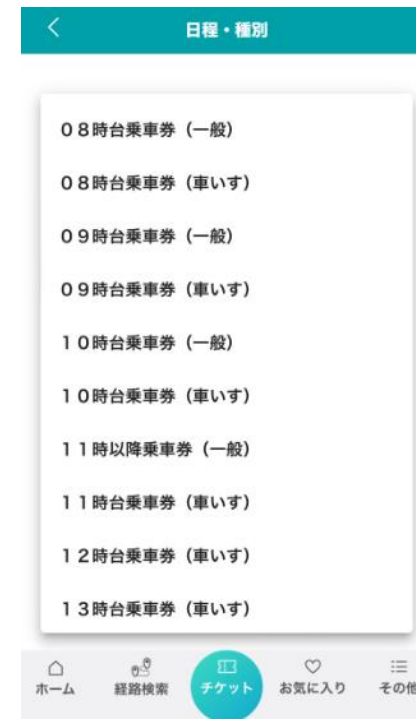 日程・種別
０８時台乗車券（一般）
０８時台乗車券（車いす）
０９時台乗車券（一般）
０９時台乗車券（車いす）
１０時台乗車券（一般）
１０時台乗車券（車いす）
１１時以降乗車券（一般）
１１時台乗車券（車いす）
１２時台乗車券（車いす）
１３時台乗車券（車いす）
ホーム 経路検索 チケット お気に入り その他